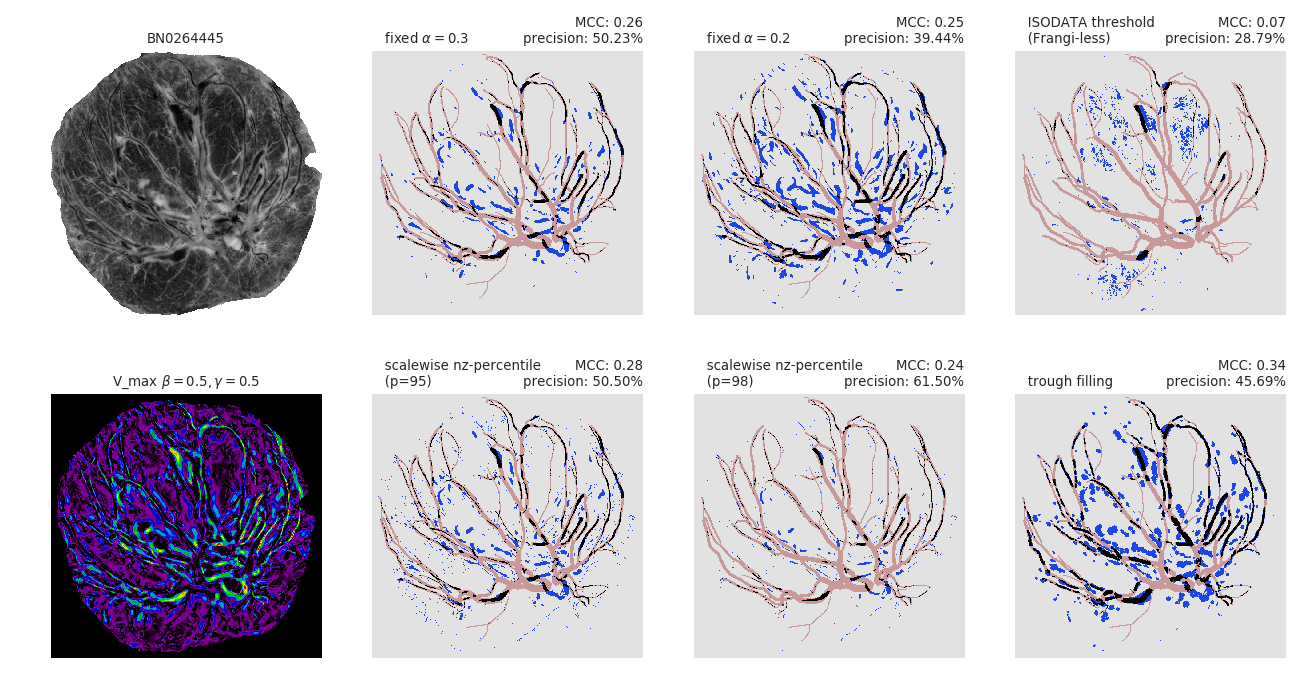 BN0264445
MCC: 0.26
fixed α = 0.3 precision: 50.23%
MCC: 0.25
fixed α = 0.2 precision: 39.44%
ISODATA threshold MCC: 0.07
(Frangi-less) precision: 28.79%
V_max β = 0.5, γ = 0.5
scalewise nz-percentile MCC: 0.28
(p=95) precision: 50.50%
scalewise nz-percentile MCC: 0.24
(p=98) precision: 61.50%
MCC: 0.34
trough filling precision: 45.69%